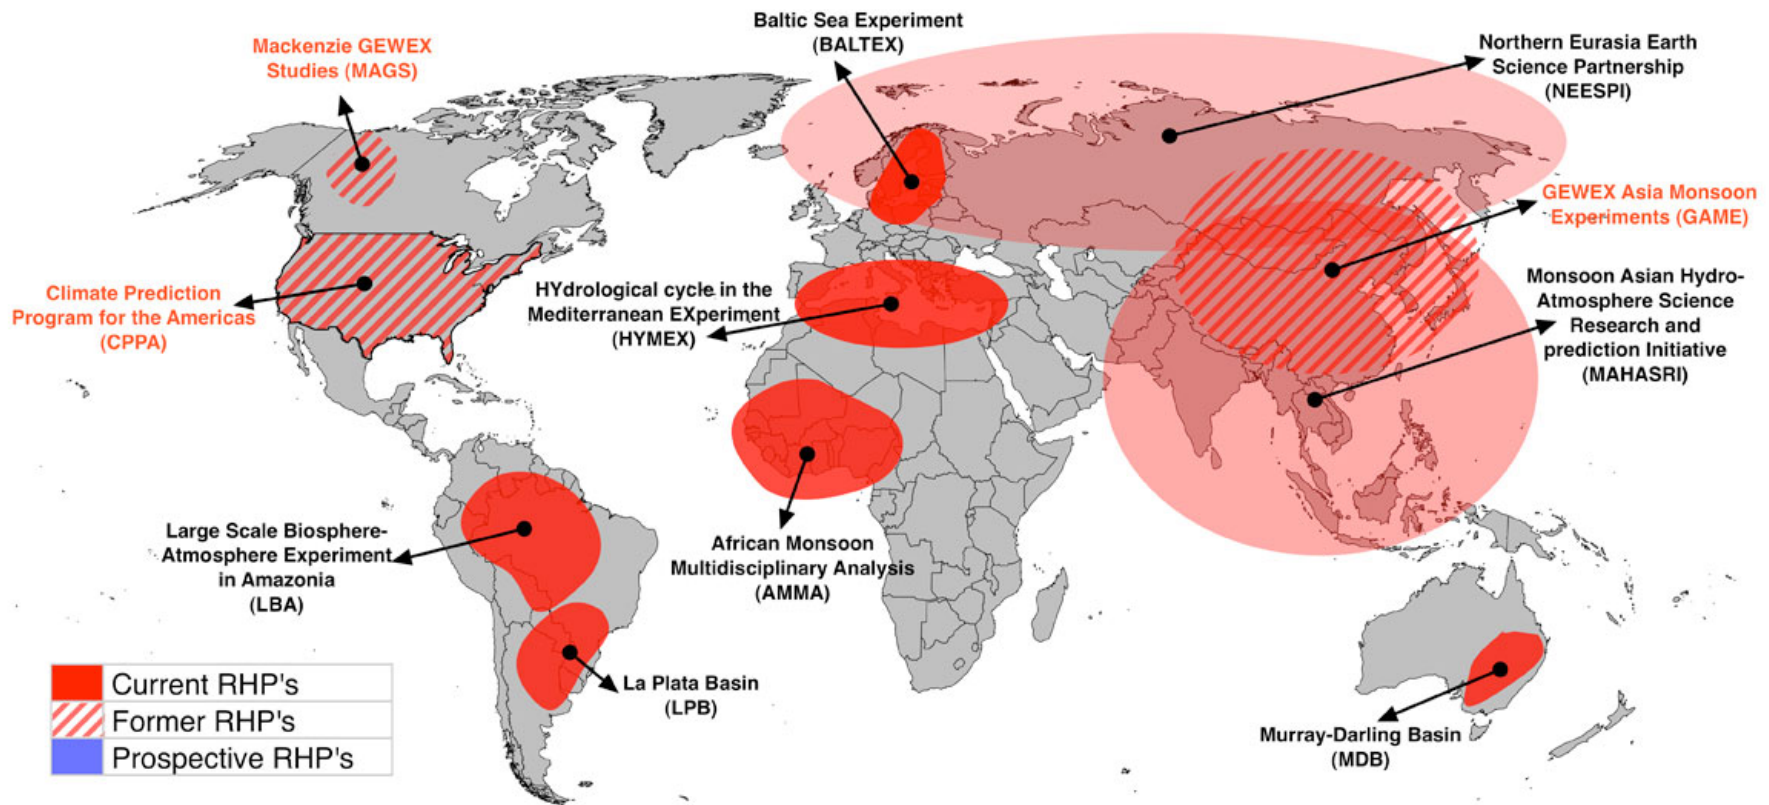 Baltic Sea Experiment
(BALTEX)
Mackenzie GEWEX
Studies (MAGS)
Northern Eurasia Earth
Science Partnership
(NEESPI)
GEWEX Asia Monsoon
Experiments (GAME)
Climate Prediction
Program for the Americas
(CPPA)
HYdrological cycle in the
Mediterranean EXperiment)
(HYMEX)
Monsoon Asian Hydro-
Atmosphere Science
Research and
prediction Initiative
(MAHASRI)
Large Scale Biosphere-
Atmosphere Experiment
in Amazonia
(LBA)
African Monsoon
Multidisciplinary Analysis
(AMMA)
La Plata Basin
(LPB)
Murray-Darling Basin
(MDB)
Current RHP's
Former RHP's
Prospective RHP's